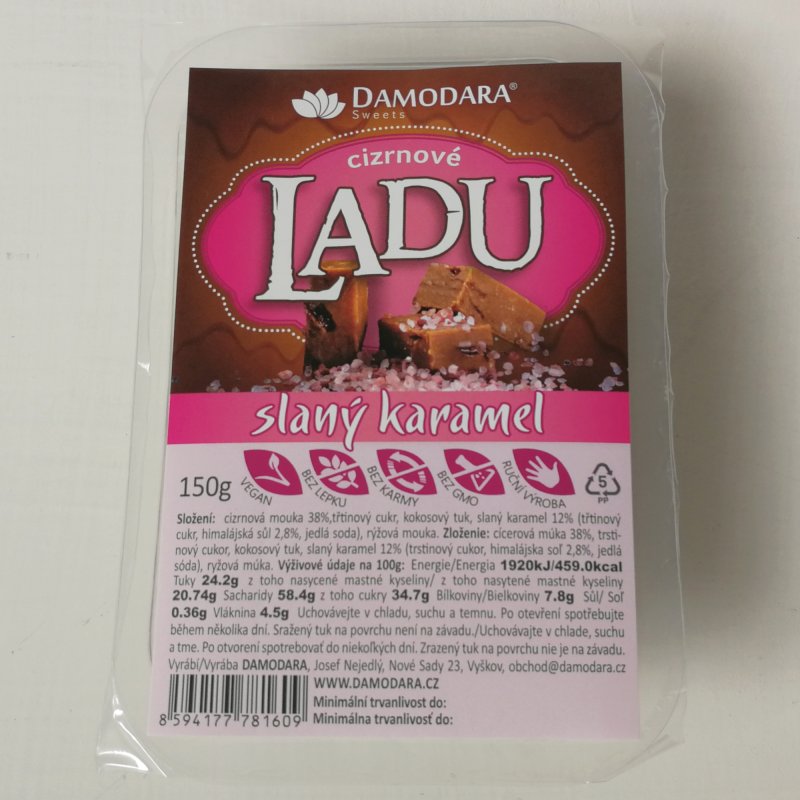 DAMODARA®
Sweets
cizrnové
LADU
slaný karamel
150g
VEGAN
BEZ LEPKU
BEZ KARMY
BEZ GMO
RUČNÍ VÝROBA
5
PP
Složení: cizrnová mouka 38%,třtinový cukr, kokosový tuk, slaný karamel 12% (třtinový
cukr, himalájská sůl 2,8%, jedlá soda), rýžová mouka. Zloženie: cícerová múka 38%, trsti-
nový cukor, kokosový tuk, slaný karamel 12% (trstinový cukor, himalájska soľ 2,8%, jedlá
sóda), ryžová múka. Výživové údaje na 100g: Energie/Energia 1920kJ/459.0kcal
Tuky 24.2g z toho nasycené mastné kyseliny/ z toho nasytené mastné kyseliny
20.74g Sacharidy 58.4g z toho cukry 34.7g Bílkoviny/Bielkoviny 7.8g Sůl/ Soľ
0.36g Vláknina 4.5g Uchovávejte v chladu, suchu a temnu. Po otevření spotřebujte
během několika dní. Sražený tuk na povrchu není na závadu./Uchovávajte v chlade, suchu
a tme. Po otvorení spotrebovať do niekoľkých dní. Zrazený tuk na povrchu nie je na závadu.
Vyrábí/Vyrába DAMODARA, Josef Nejedlý, Nové Sady 23, Vyškov, obchod@damodara.cz
WWW.DAMODARA.CZ
Minimální trvanlivost do:
8 594177 781609 Minimálna trvanlivosť do: